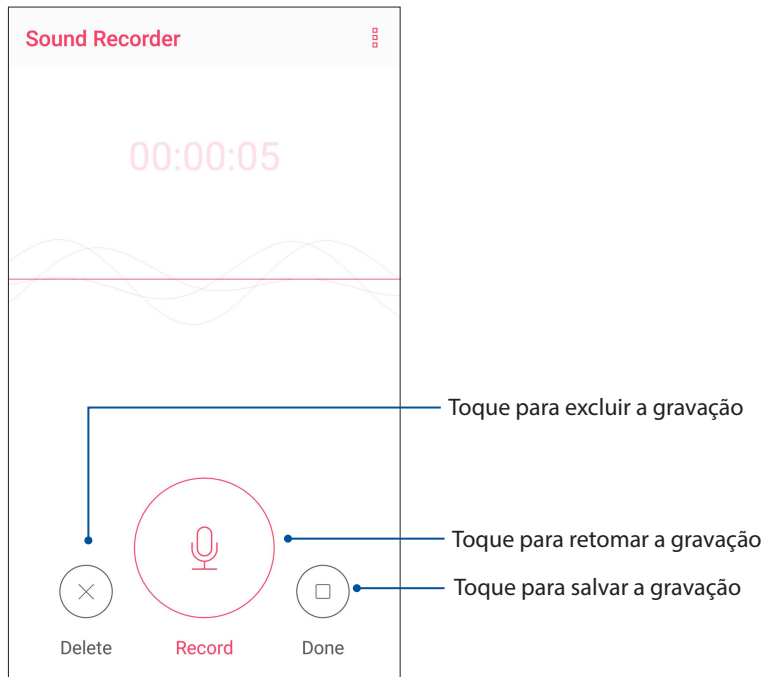 Sound Recorder
00:00:05
Toque para excluir a gravação
Toque para retomar a gravação
Toque para salvar a gravação
Delete
Record
Done